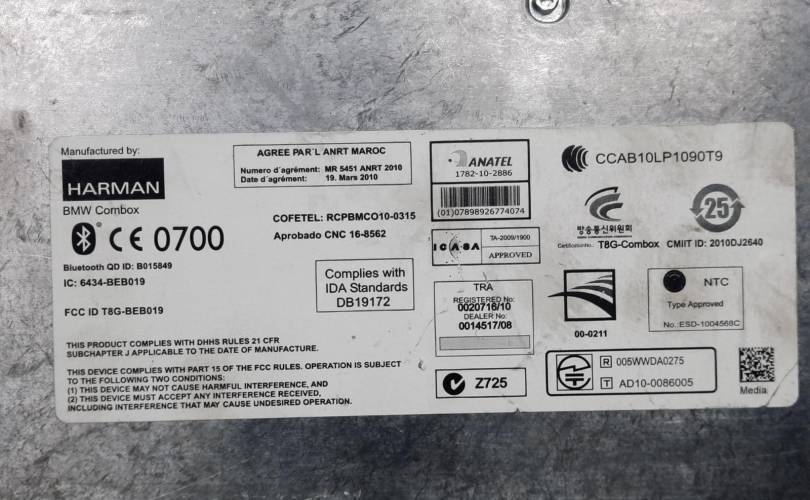 Manufactured by:
HARMAN
BMW Combox
CE 0700
Bluetooth QD ID: B015849
IC: 6434-BEB019
FCC ID T8G-BEB019
THIS PRODUCT COMPLIES WITH DHHS RULES 21 CFR
SUBCHAPTER J APPLICABLE TO THE DATE OF MANUFACTURE.
THIS DEVICE COMPLIES WITH PART 15 OF THE FCC RULES. OPERATION IS SUBJECT
TO THE FOLLOWING TWO CONDITIONS:
(1) THIS DEVICE MAY NOT CAUSE HARMFUL INTERFERENCE, AND
(2) THIS DEVICE MUST ACCEPT ANY INTERFERENCE RECEIVED,
INCLUDING INTERFERENCE THAT MAY CAUSE UNDESIRED OPERATION.
AGREE PAR´L ANRT MAROC
Numero d´agrément: MR 5451 ANRT 2010
Date d´agrément: 19. Mars 2010
COFETEL: RCPBMCO10-0315
Aprobado CNC 16-8562
Complies with
IDA Standards
DB19172
ANATEL
1782-10-2886
(01)07898926774074
ICASA
TA-2009/1900
APPROVED
TRA
REGISTERED No:
0020716/10
DEALER No:
0014517/08
Z725
CCAB10LP1090T9
방송통신위원회
25
T8G-Combox CMIIT ID: 2010DJ2640
00-0211
NTC
Type Approved
No.:ESD-1004568C
R 005WWDA0275
T AD10-0086005
Media